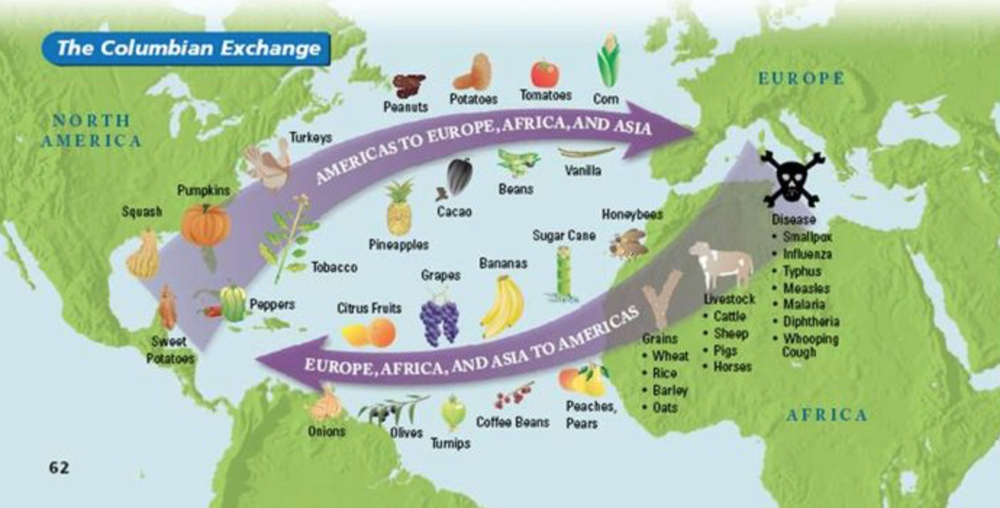 The Columbian Exchange
NORTH
AMERICA
EUROPE
AFRICA
Peanuts
Potatoes
Tomatoes
Corn
Turkeys
AMERICAS TO EUROPE, AFRICA, AND ASIA
Pumpkins
Squash
Pineapples
Cacao
Beans
Vanilla
Tobacco
Peppers
Sweet
Potatoes
Honeybees
Sugar Cane
Bananas
Grapes
Citrus Fruits
EUROPE, AFRICA, AND ASIA TO AMERICAS
Onions
Olives
Turnips
Coffee Beans
Peaches,
Pears
Grains
• Wheat
• Rice
• Barley
• Oats
Livestock
• Cattle
• Sheep
• Pigs
• Horses
Disease
• Smallpox
• Influenza
• Typhus
• Measles
• Malaria
• Diphtheria
• Whooping
Cough
62